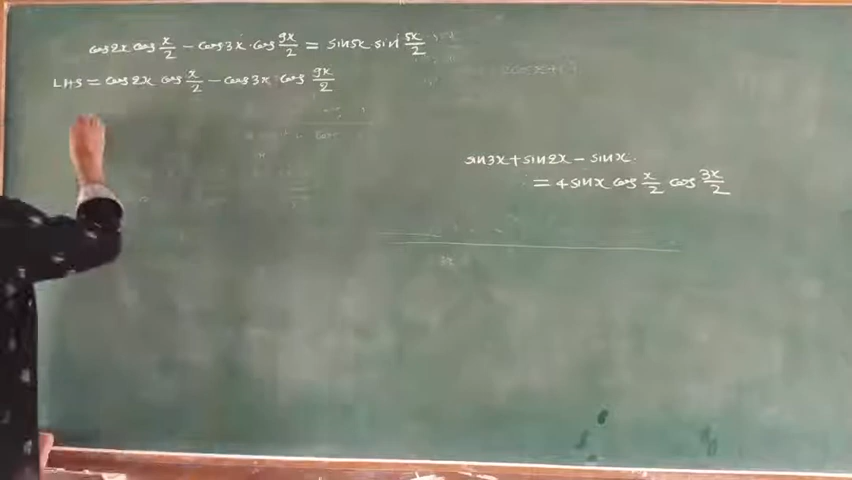 cos2x cos x/2 - cos3x · cos 9x/2 = sin5x · sin 5x/2
LHS = cos2x cos x/2 - cos3x · cos 9x/2
sin3x + sin2x - sinx.
= 4 sinx cos x/2 cos 3x/2